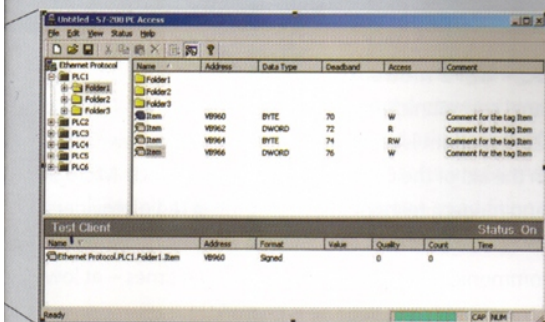 Untitled - S7-200 PC Access
File Edit View Status Help
Ethernet Protocol
PLC1
Folder1
Folder2
Folder3
PLC2
PLC3
PLC4
PLC5
PLC6
Name Address Data Type Deadband Access Comment
Folder1
Folder2
Folder3
Item VB960 BYTE 70 W Comment for the tag Item
Item VB962 DWORD 72 R Comment for the tag Item
Item VB964 BYTE 74 RW Comment for the tag Item
Item VB966 DWORD 76 W Comment for the tag Item
Test Client Status On
Name Address Format Value Quality Count Time
Ethernet Protocol.PLC1.Folder1.Item VB960 Signed 0 0
Ready CAP NUM